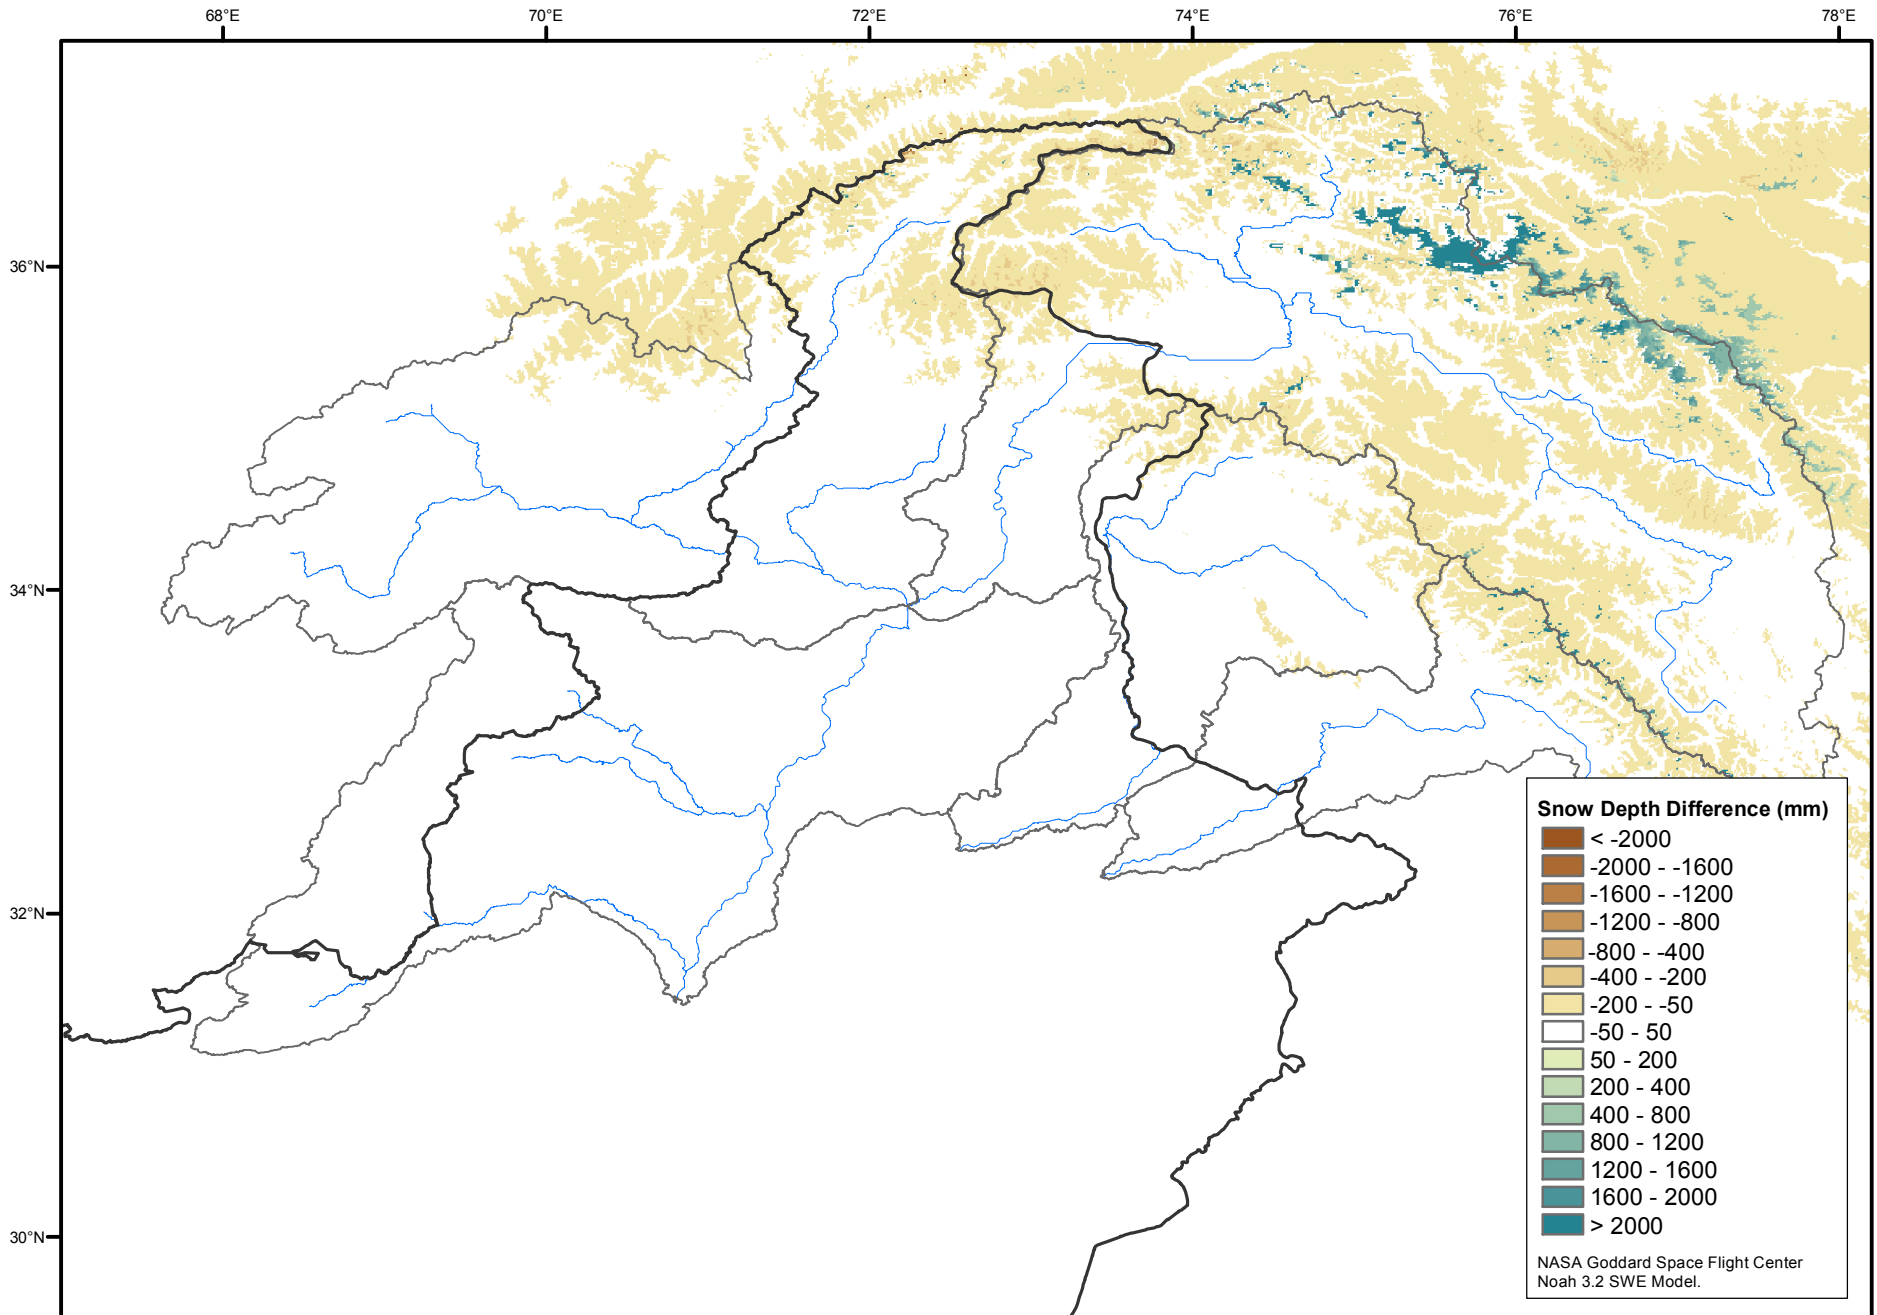 68°E 70°E 72°E 74°E 76°E 78°E
36°N
34°N
32°N
30°N
Snow Depth Difference (mm)
< -2000
-2000 - -1600
-1600 - -1200
-1200 - -800
-800 - -400
-400 - -200
-200 - -50
-50 - 50
50 - 200
200 - 400
400 - 800
800 - 1200
1200 - 1600
1600 - 2000
> 2000
NASA Goddard Space Flight Center
Noah 3.2 SWE Model.